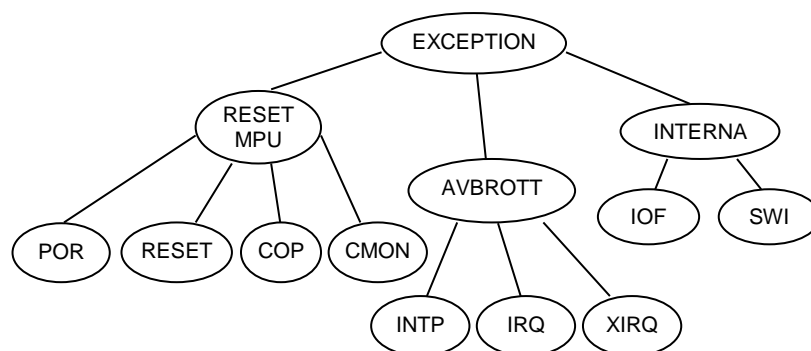 EXCEPTION
RESET
MPU
INTERNA
AVBROTT
IOF
SWI
POR
RESET
COP
CMON
INTP
IRQ
XIRQ